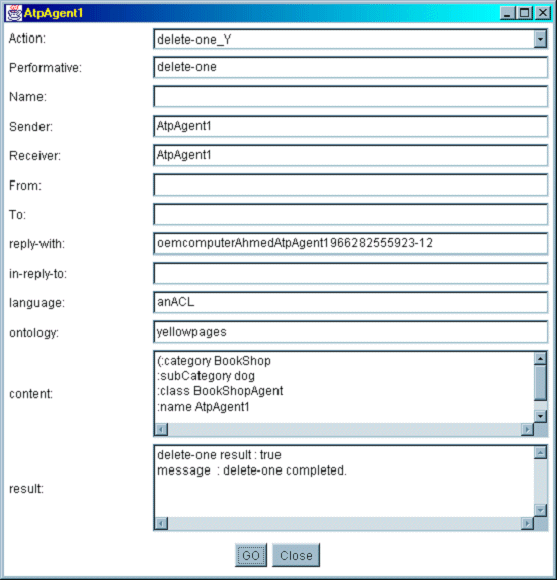 AtpAgent1
Action: delete-one_Y
Performative: delete-one
Name:
Sender: AtpAgent1
Receiver: AtpAgent1
From:
To:
reply-with: oemcomputerAhmedAtpAgent1966282555923-12
in-reply-to:
language: anACL
ontology: yellowpages
content:
(:category BookShop
:subCategory dog
:class BookShopAgent
:name AtpAgent1
result:
delete-one result : true
message : delete-one completed.
GO Close